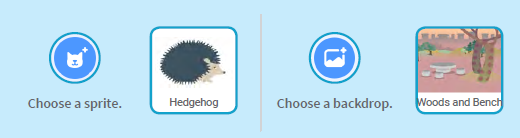 Choose a sprite.
Hedgehog
Choose a backdrop.
Woods and Bench